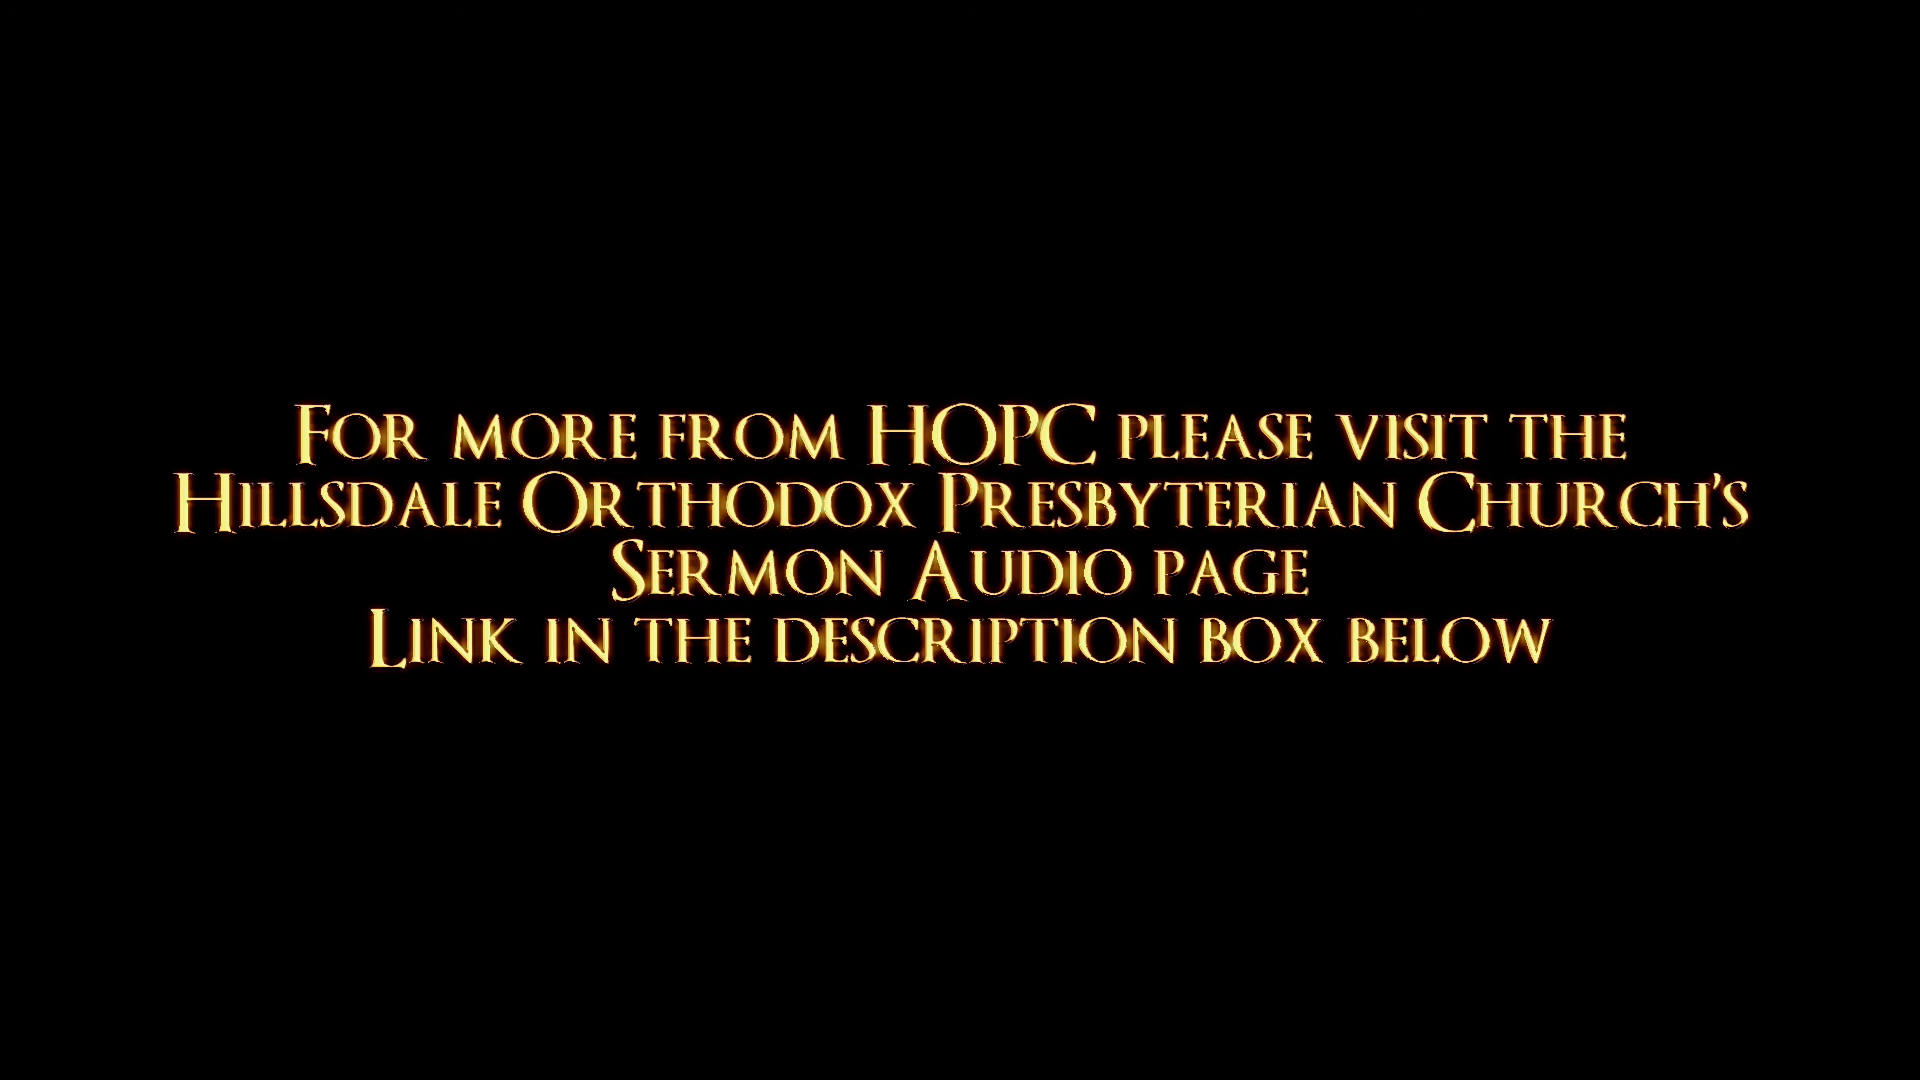 For more from HOPC please visit the
Hillsdale Orthodox Presbyterian Church's
Sermon Audio page
Link in the description box below